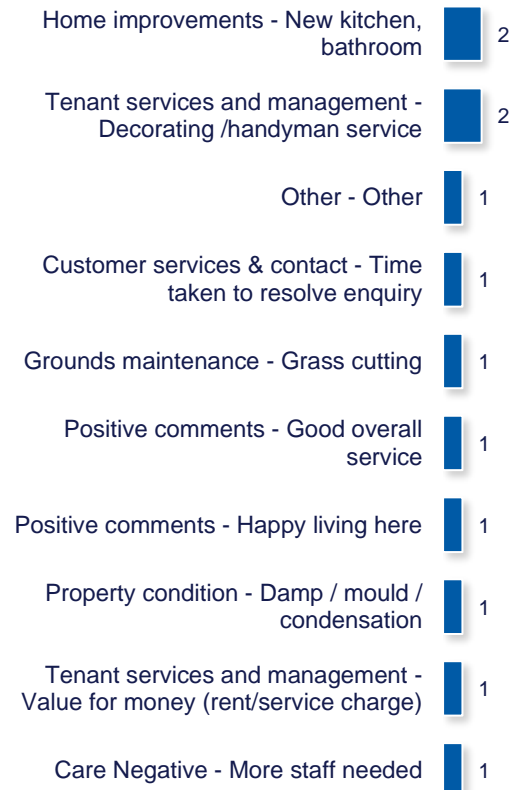 Home improvements - New kitchen,
bathroom
2
Tenant services and management -
Decorating /handyman service
2
Other - Other
1
Customer services & contact - Time
taken to resolve enquiry
1
Grounds maintenance - Grass cutting
1
Positive comments - Good overall
service
1
Positive comments - Happy living here
1
Property condition - Damp / mould /
condensation
1
Tenant services and management -
Value for money (rent/service charge)
1
Care Negative - More staff needed
1